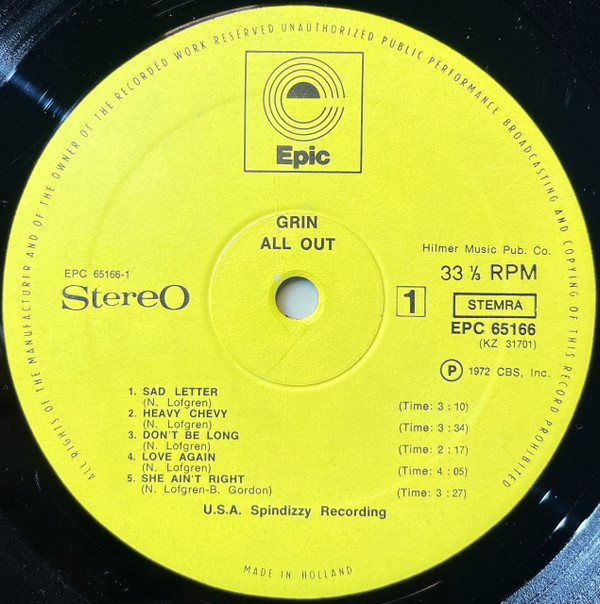 ALL RIGHTS OF THE MANUFACTURER AND OF THE OWNER OF THE RECORDED WORK RESERVED UNAUTHORIZED PUBLIC PERFORMANCE BROADCASTING AND COPYING OF THIS RECORD PROHIBITED
Epic
GRIN
ALL OUT
Hilmer Music Pub. Co.
EPC 65166-1
33 ⅓ RPM
StereO
1
STEMRA
EPC 65166
(KZ 31701)
Ⓟ 1972 CBS, Inc.
1. SAD LETTER
(N. Lofgren) (Time: 3 : 10)
2. HEAVY CHEVY
(N. Lofgren) (Time: 3 : 34)
3. DON'T BE LONG
(N. Lofgren) (Time: 2 : 17)
4. LOVE AGAIN
(N. Lofgren) (Time: 4 : 05)
5. SHE AIN'T RIGHT
(N. Lofgren-B. Gordon) (Time: 3 : 27)
U.S.A. Spindizzy Recording
MADE IN HOLLAND